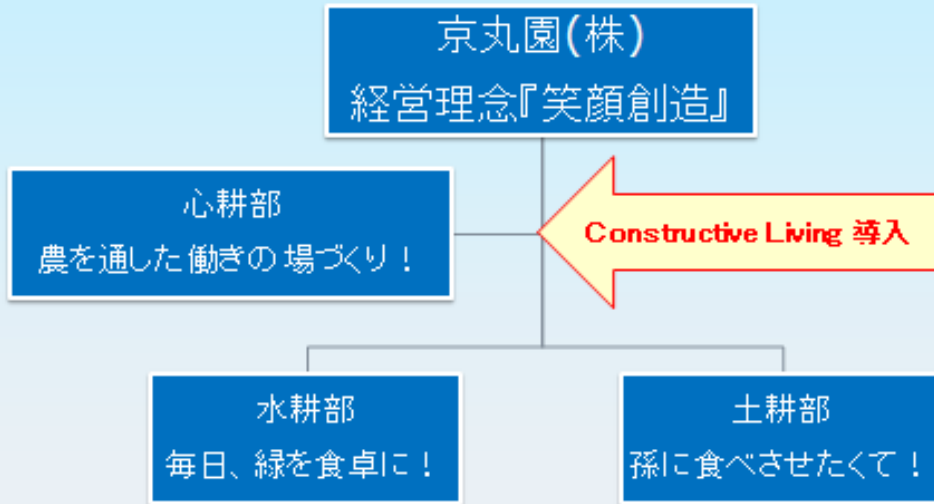 京丸園(株)
経営理念『笑顔創造』
心耕部
農を通した働きの場づくり！
Constructive Living 導入
水耕部
毎日、緑を食卓に！
土耕部
孫に食べさせたくて！